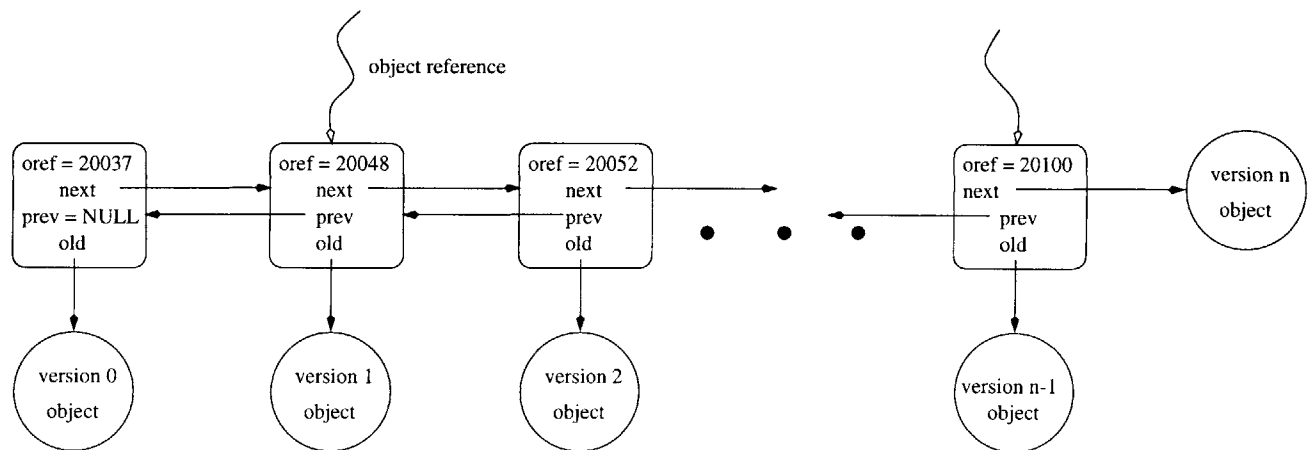 object reference
oref = 20037
next
prev = NULL
old
oref = 20048
next
prev
old
oref = 20052
next
prev
old
oref = 20100
next
prev
old
version n
object
version 0
object
version 1
object
version 2
object
version n-1
object